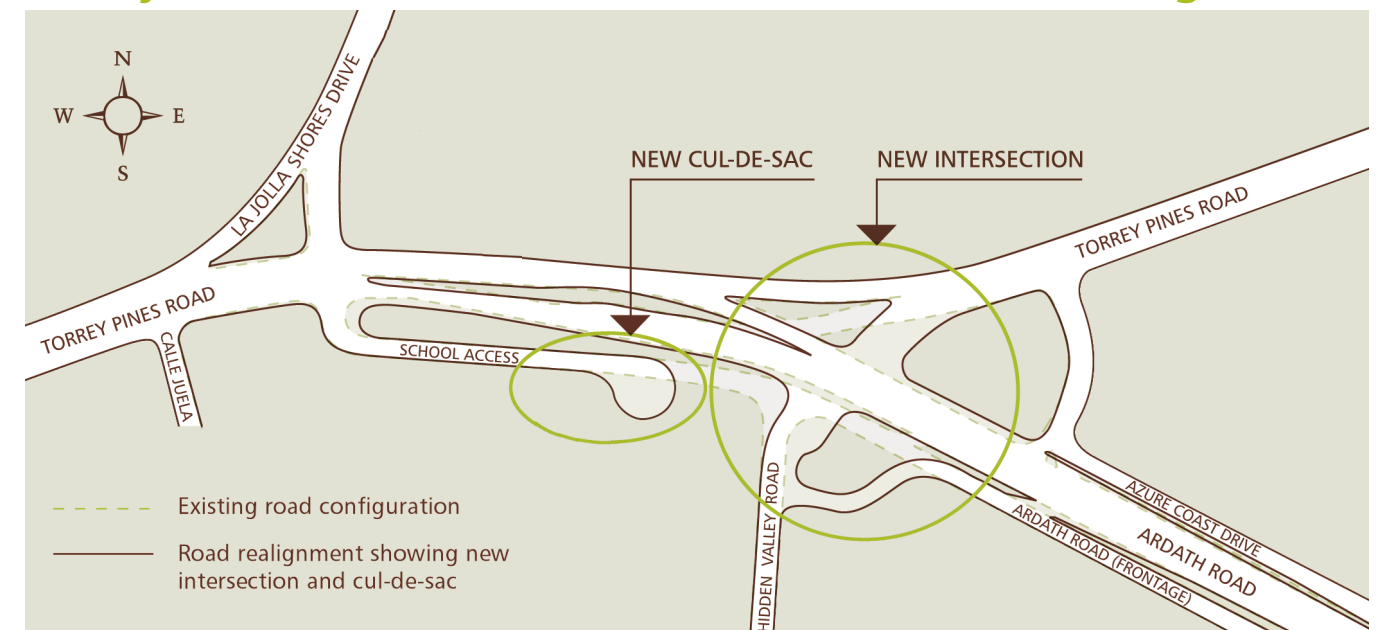 N
W
E
S
LA JOLLA SHORES DRIVE
NEW CUL-DE-SAC
NEW INTERSECTION
TORREY PINES ROAD
TORREY PINES ROAD
CALLE JUELA
SCHOOL ACCESS
HIDDEN VALLEY ROAD
AZURE COAST DRIVE
ARDATH ROAD
ARDATH ROAD (FRONTAGE)
Existing road configuration
Road realignment showing new
intersection and cul-de-sac